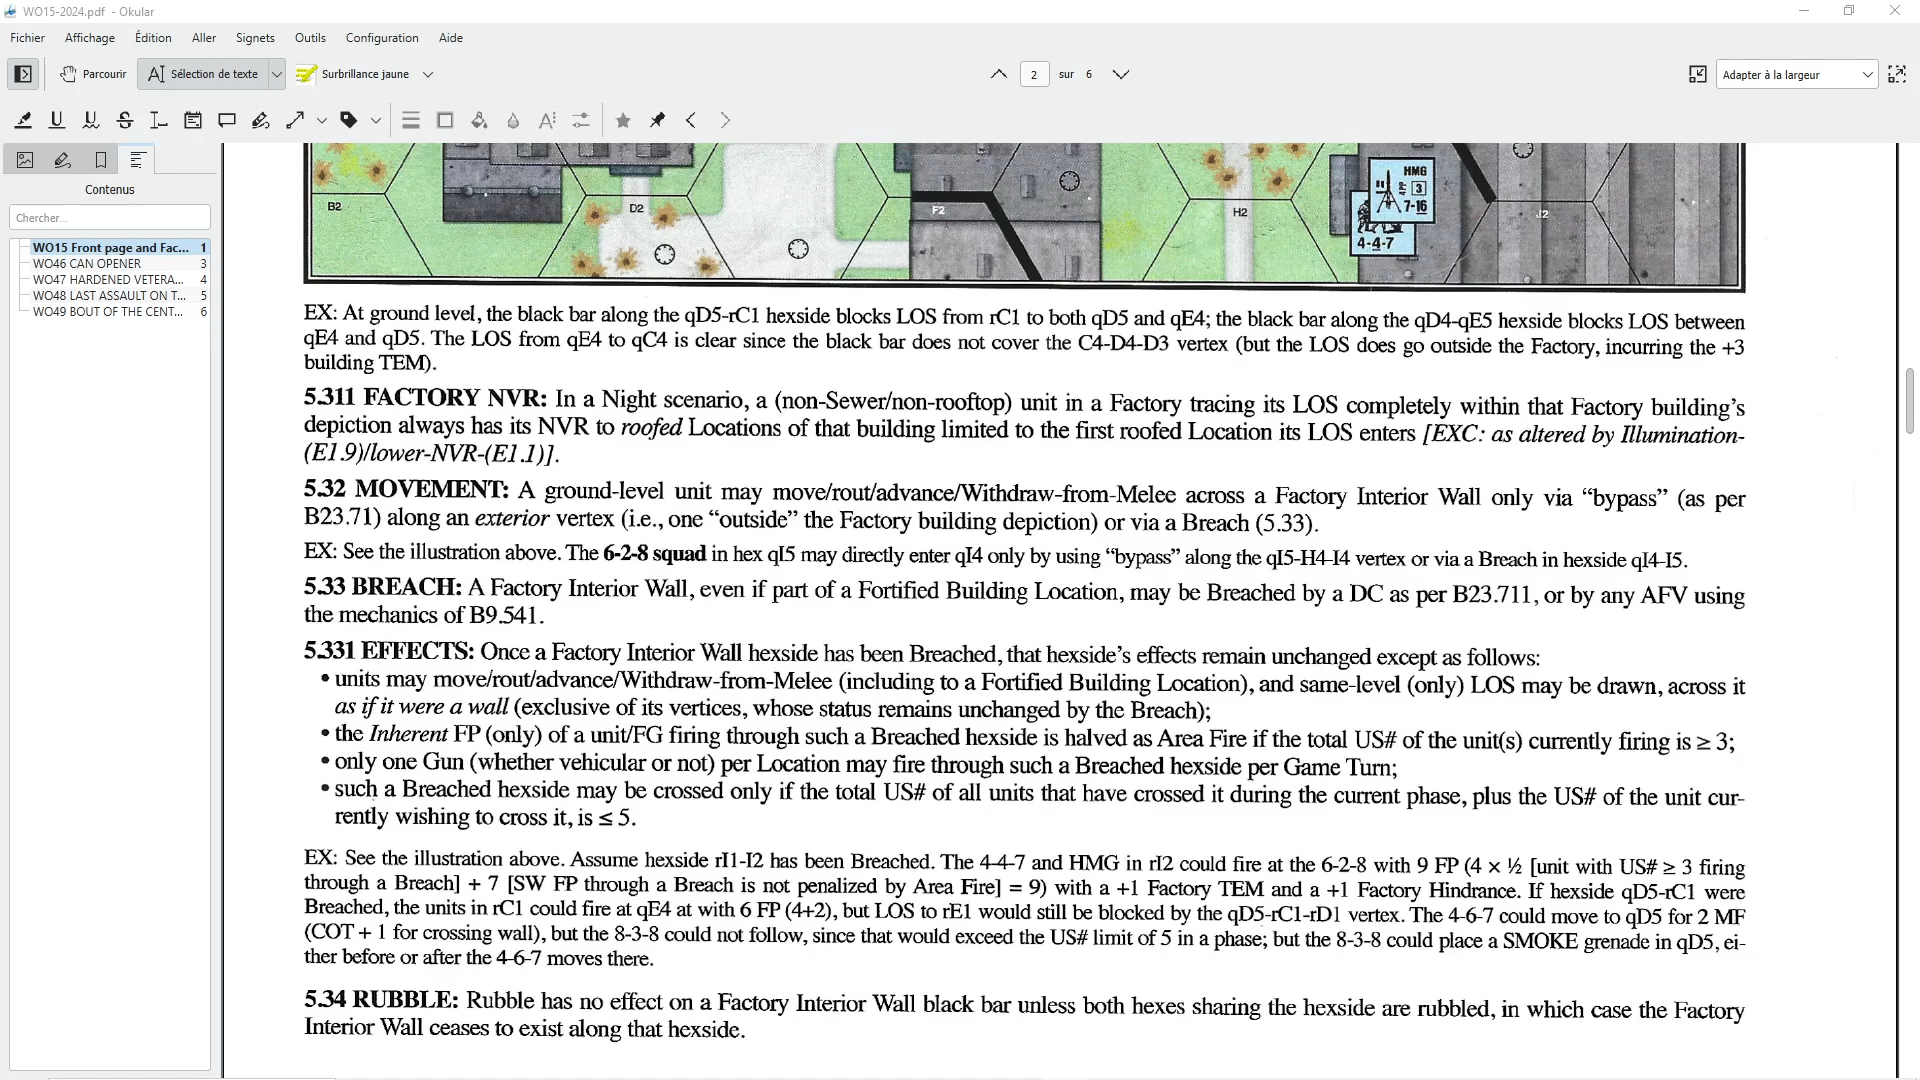 WO15-2024.pdf - Okular
Fichier Affichage Édition Aller Signets Outils Configuration Aide
Parcourir Sélection de texte Surbrillance jaune 2 sur 6 Adapter à la largeur
Contenus
Chercher...
WO15 Front page and Fac... 1
WO46 CAN OPENER 3
WO47 HARDENED VETERA... 4
WO48 LAST ASSAULT ON T... 5
WO49 BOUT OF THE CENT... 6
HMG
3
7-16
B2 D2 F2 H2 J2
4-4-7
EX: At ground level, the black bar along the qD5-rC1 hexside blocks LOS from rC1 to both qD5 and qE4; the black bar along the qD4-qE5 hexside blocks LOS between
qE4 and qD5. The LOS from qE4 to qC4 is clear since the black bar does not cover the C4-D4-D3 vertex (but the LOS does go outside the Factory, incurring the +3
building TEM).
5.311 FACTORY NVR: In a Night scenario, a (non-Sewer/non-rooftop) unit in a Factory tracing its LOS completely within that Factory building's
depiction always has its NVR to roofed Locations of that building limited to the first roofed Location its LOS enters [EXC: as altered by Illumination-
(E1.9)/lower-NVR-(E1.1)].
5.32 MOVEMENT: A ground-level unit may move/rout/advance/Withdraw-from-Melee across a Factory Interior Wall only via “bypass” (as per
B23.71) along an exterior vertex (i.e., one “outside” the Factory building depiction) or via a Breach (5.33).
EX: See the illustration above. The 6-2-8 squad in hex qI5 may directly enter qI4 only by using “bypass” along the qI5-H4-I4 vertex or via a Breach in hexside qI4-I5.
5.33 BREACH: A Factory Interior Wall, even if part of a Fortified Building Location, may be Breached by a DC as per B23.711, or by any AFV using
the mechanics of B9.541.
5.331 EFFECTS: Once a Factory Interior Wall hexside has been Breached, that hexside's effects remain unchanged except as follows:
• units may move/rout/advance/Withdraw-from-Melee (including to a Fortified Building Location), and same-level (only) LOS may be drawn, across it
as if it were a wall (exclusive of its vertices, whose status remains unchanged by the Breach);
• the Inherent FP (only) of a unit/FG firing through such a Breached hexside is halved as Area Fire if the total US# of the unit(s) currently firing is ≥ 3;
• only one Gun (whether vehicular or not) per Location may fire through such a Breached hexside per Game Turn;
• such a Breached hexside may be crossed only if the total US# of all units that have crossed it during the current phase, plus the US# of the unit cur-
rently wishing to cross it, is ≤ 5.
EX: See the illustration above. Assume hexside rI1-I2 has been Breached. The 4-4-7 and HMG in rI2 could fire at the 6-2-8 with 9 FP (4 × ½ [unit with US# ≥ 3 firing
through a Breach] + 7 [SW FP through a Breach is not penalized by Area Fire] = 9) with a +1 Factory TEM and a +1 Factory Hindrance. If hexside qD5-rC1 were
Breached, the units in rC1 could fire at qE4 at with 6 FP (4+2), but LOS to rE1 would still be blocked by the qD5-rC1-rD1 vertex. The 4-6-7 could move to qD5 for 2 MF
(COT + 1 for crossing wall), but the 8-3-8 could not follow, since that would exceed the US# limit of 5 in a phase; but the 8-3-8 could place a SMOKE grenade in qD5, ei-
ther before or after the 4-6-7 moves there.
5.34 RUBBLE: Rubble has no effect on a Factory Interior Wall black bar unless both hexes sharing the hexside are rubbled, in which case the Factory
Interior Wall ceases to exist along that hexside.